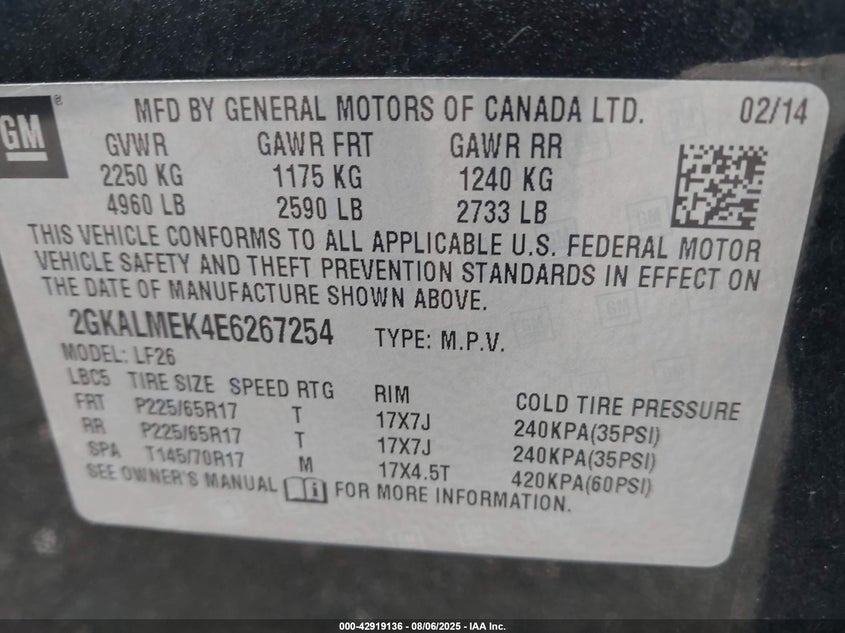 GM®
MFD BY GENERAL MOTORS OF CANADA LTD. 02/14
GVWR GAWR FRT GAWR RR
2250 KG 1175 KG 1240 KG
4960 LB 2590 LB 2733 LB
THIS VEHICLE CONFORMS TO ALL APPLICABLE U.S. FEDERAL MOTOR
VEHICLE SAFETY AND THEFT PREVENTION STANDARDS IN EFFECT ON
THE DATE OF MANUFACTURE SHOWN ABOVE.
2GKALMEK4E6267254 TYPE: M.P.V.
MODEL: LF26
LBC5 TIRE SIZE SPEED RTG RIM COLD TIRE PRESSURE
FRT P225/65R17 T 17X7J 240KPA(35PSI)
RR P225/65R17 T 17X7J 240KPA(35PSI)
SPA T145/70R17 M 17X4.5T 420KPA(60PSI)
SEE OWNER'S MANUAL FOR MORE INFORMATION.
000-42919136 - 08/06/2025 - IAA Inc.